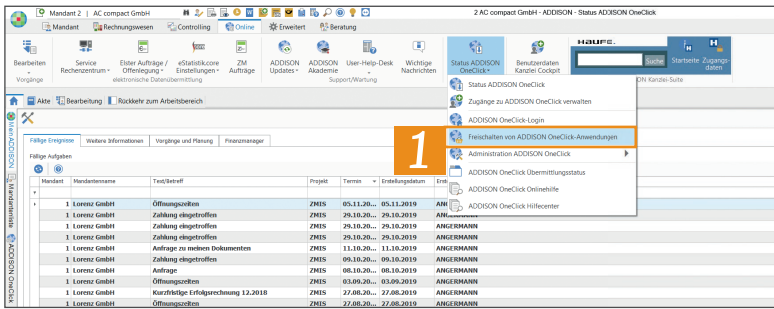 Mandant 2 | AC compact GmbH
2 AC compact GmbH - ADDISON - Status ADDISON OneClick
Mandant Rechnungswesen Controlling Online Erweitert Beratung
Bearbeiten
Service Rechenzentrum
Elster Aufträge / Offenlegung
eStatistik.core Einstellungen
ZM Aufträge
ADDISON Updates
ADDISON Akademie
User-Help-Desk
Wichtige Nachrichten
Status ADDISON OneClick
Benutzerdaten Kanzlei Cockpit
HAUFE.
Suche
Startseite
Zugangs-daten
Vorgänge
elektronische Datenübermittlung
Support/Wartung
ON Kanzlei-Suite
Status ADDISON OneClick
Zugänge zu ADDISON OneClick verwalten
ADDISON OneClick-Login
1
Freischalten von ADDISON OneClick-Anwendungen
Administration ADDISON OneClick
ADDISON OneClick Übermittlungsstatus
ADDISON OneClick Onlinehilfe
ADDISON OneClick Hilfecenter
Akte Bearbeitung Rückkehr zum Arbeitsbereich
Mein ADDISON
Mandantenliste
ADDISON OneClick
Fällige Ereignisse Weitere Informationen Vorgänge und Planung Finanzmanager
Fällige Aufgaben
Mandant Mandantenname Text/Betreff Projekt Termin Erstellungsdatum Erst
1 Lorenz GmbH Öffnungszeiten ZMIS 05.11.20... 05.11.2019 AN
1 Lorenz GmbH Zahlung eingetroffen ZMIS 29.10.20... 29.10.2019 ANGERMANN
1 Lorenz GmbH Zahlung eingetroffen ZMIS 29.10.20... 29.10.2019 ANGERMANN
1 Lorenz GmbH Zahlung eingetroffen ZMIS 29.10.20... 29.10.2019 ANGERMANN
1 Lorenz GmbH Anfrage zu meinen Dokumenten ZMIS 11.10.20... 11.10.2019 ANGERMANN
1 Lorenz GmbH Zahlung eingetroffen ZMIS 09.10.20... 09.10.2019 ANGERMANN
1 Lorenz GmbH Anfrage ZMIS 08.10.20... 08.10.2019 ANGERMANN
1 Lorenz GmbH Öffnungszeiten ZMIS 03.09.20... 03.09.2019 ANGERMANN
1 Lorenz GmbH Kurzfristige Erfolgsrechnung 12.2018 ZMIS 27.08.20... 27.08.2019 ANGERMANN
1 Lorenz GmbH Öffnungszeiten ZMIS 27.08.20... 27.08.2019 ANGERMANN